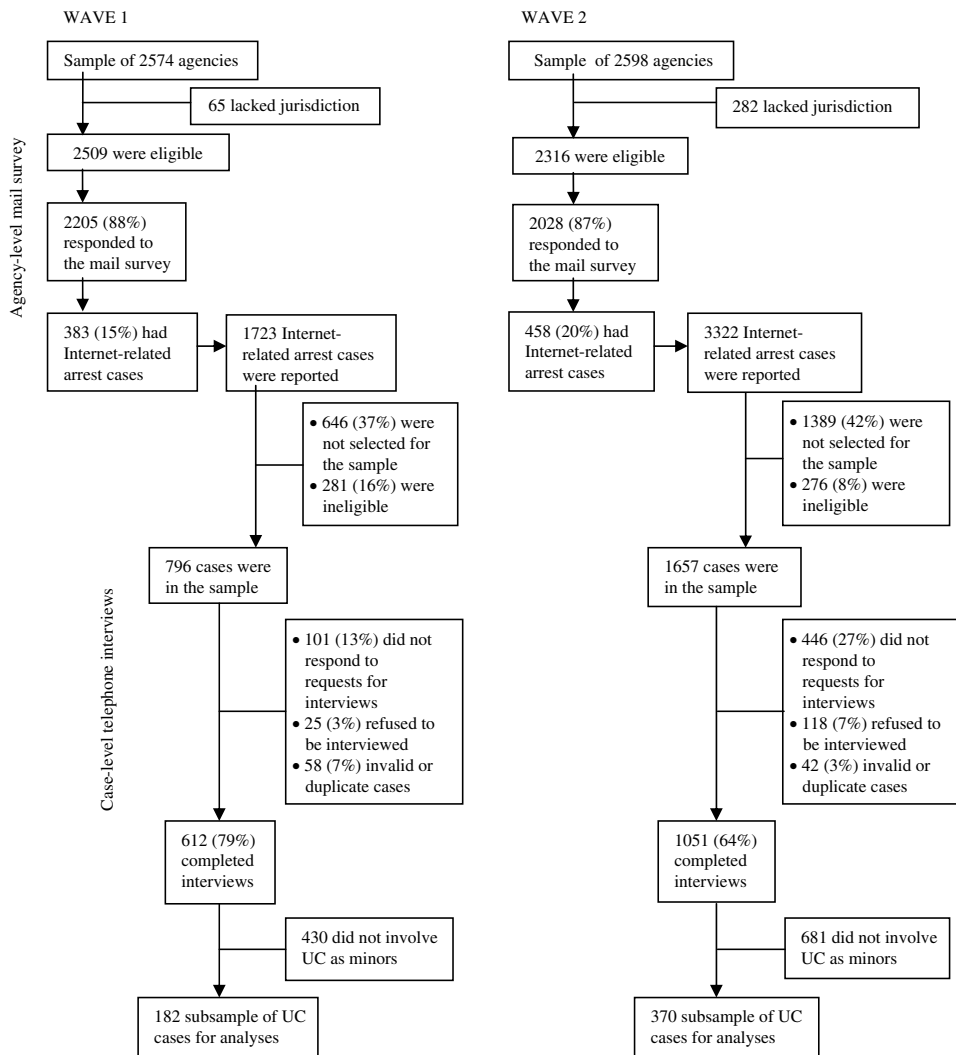 WAVE 1
Sample of 2574 agencies
65 lacked jurisdiction
2509 were eligible
2205 (88%)
responded to
the mail survey
383 (15%) had
Internet-related
arrest cases
1723 Internet-
related arrest cases
were reported
• 646 (37%) were
not selected for
the sample
• 281 (16%) were
ineligible
796 cases were
in the sample
• 101 (13%) did not
respond to
requests for
interviews
• 25 (3%) refused to
be interviewed
• 58 (7%) invalid or
duplicate cases
612 (79%)
completed
interviews
430 did not involve
UC as minors
182 subsample of UC
cases for analyses
WAVE 2
Sample of 2598 agencies
282 lacked jurisdiction
2316 were eligible
2028 (87%)
responded to
the mail survey
458 (20%) had
Internet-related
arrest cases
3322 Internet-
related arrest cases
were reported
• 1389 (42%) were
not selected for
the sample
• 276 (8%) were
ineligible
1657 cases were
in the sample
• 446 (27%) did not
respond to
requests for
interviews
• 118 (7%) refused to
be interviewed
• 42 (3%) invalid or
duplicate cases
1051 (64%)
completed
interviews
681 did not involve
UC as minors
370 subsample of UC
cases for analyses
Agency-level mail survey
Case-level telephone interviews